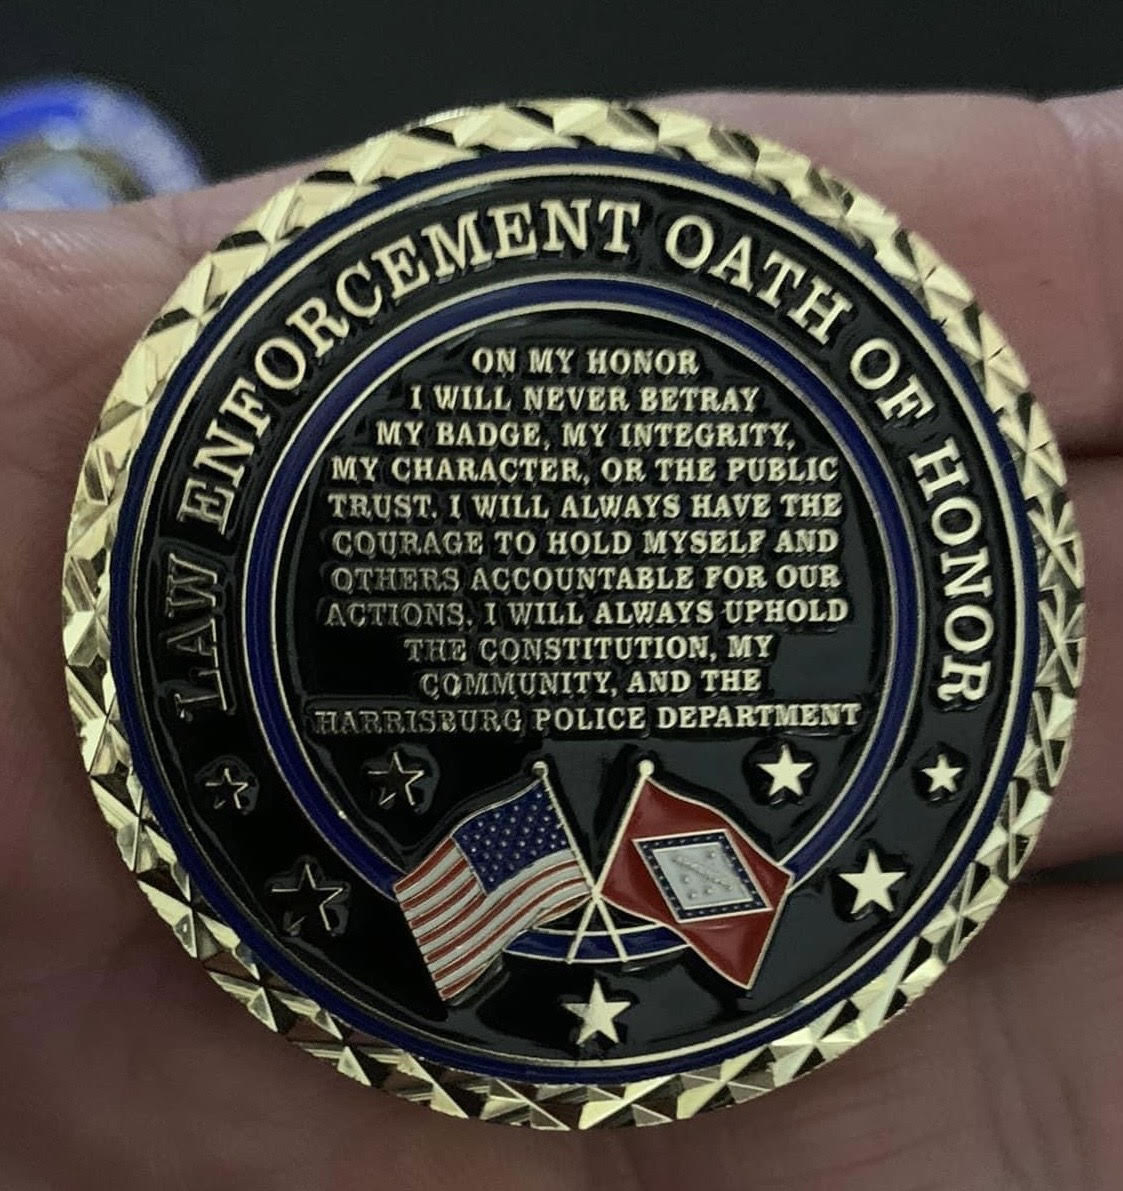 LAW ENFORCEMENT OATH OF HONOR
ON MY HONOR
I WILL NEVER BETRAY
MY BADGE, MY INTEGRITY,
MY CHARACTER, OR THE PUBLIC
TRUST. I WILL ALWAYS HAVE THE
COURAGE TO HOLD MYSELF AND
OTHERS ACCOUNTABLE FOR OUR
ACTIONS. I WILL ALWAYS UPHOLD
THE CONSTITUTION, MY
COMMUNITY, AND THE
HARRISBURG POLICE DEPARTMENT